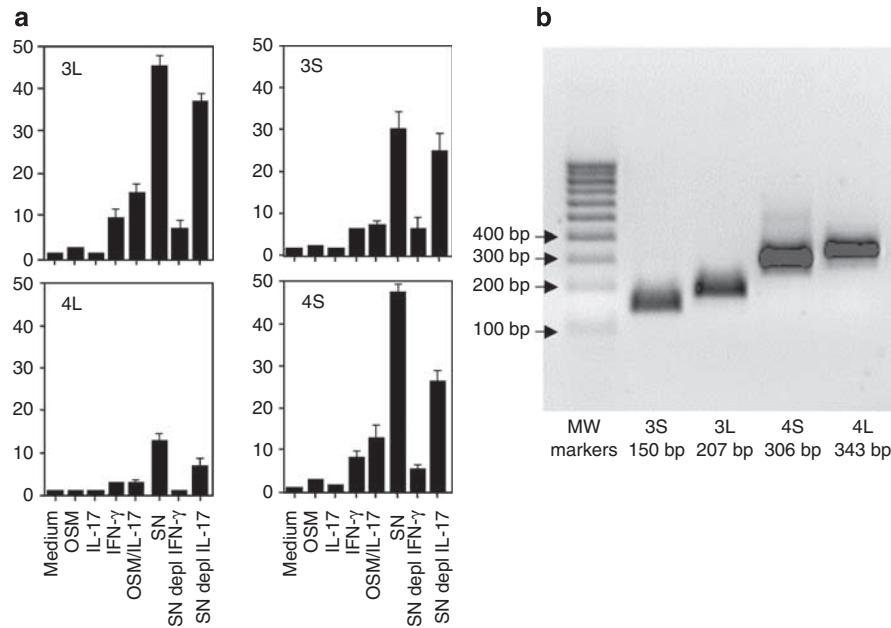 a
b
50
40
30
20
10
0
3L
50
40
30
20
10
0
3S
50
40
30
20
10
0
4L
50
40
30
20
10
0
4S
Medium
OSM
IL-17
IFN-γ
OSM/IL-17
SN
SN depl IFN-γ
SN depl IL-17
Medium
OSM
IL-17
IFN-γ
OSM/IL-17
SN
SN depl IFN-γ
SN depl IL-17
400 bp
300 bp
200 bp
100 bp
MW
markers
3S
150 bp
3L
207 bp
4S
306 bp
4L
343 bp